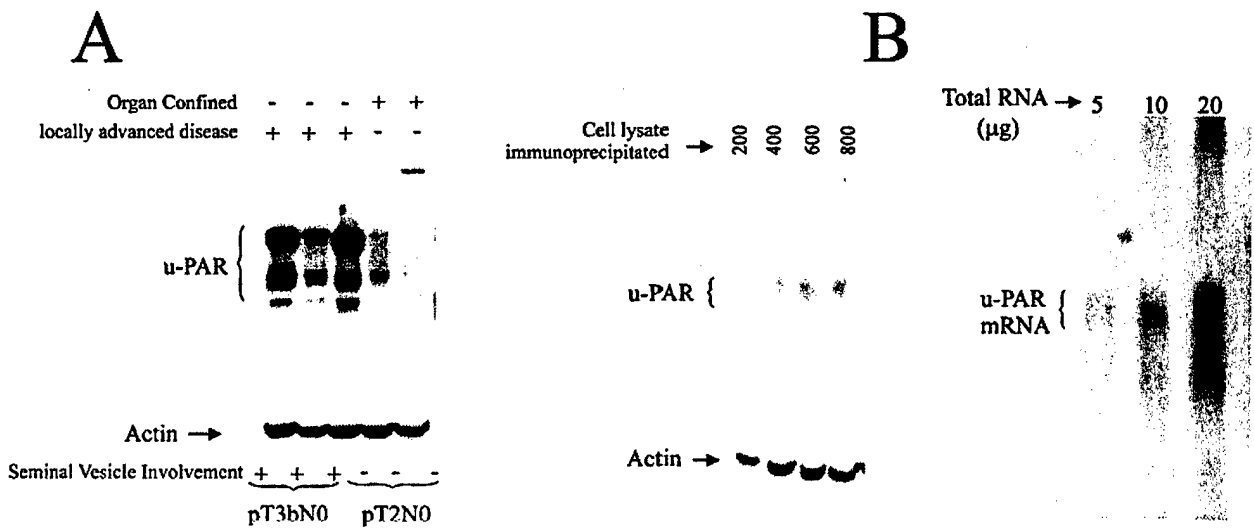 A
Organ Confined - - - + +
locally advanced disease + + + - -
u-PAR
Actin →
Seminal Vesicle Involvement + + + - - -
pT3bN0 pT2N0
Cell lysate
immunoprecipitated → 200 400 600 800
u-PAR
Actin →
B
Total RNA → 5 10 20
(µg)
u-PAR
mRNA